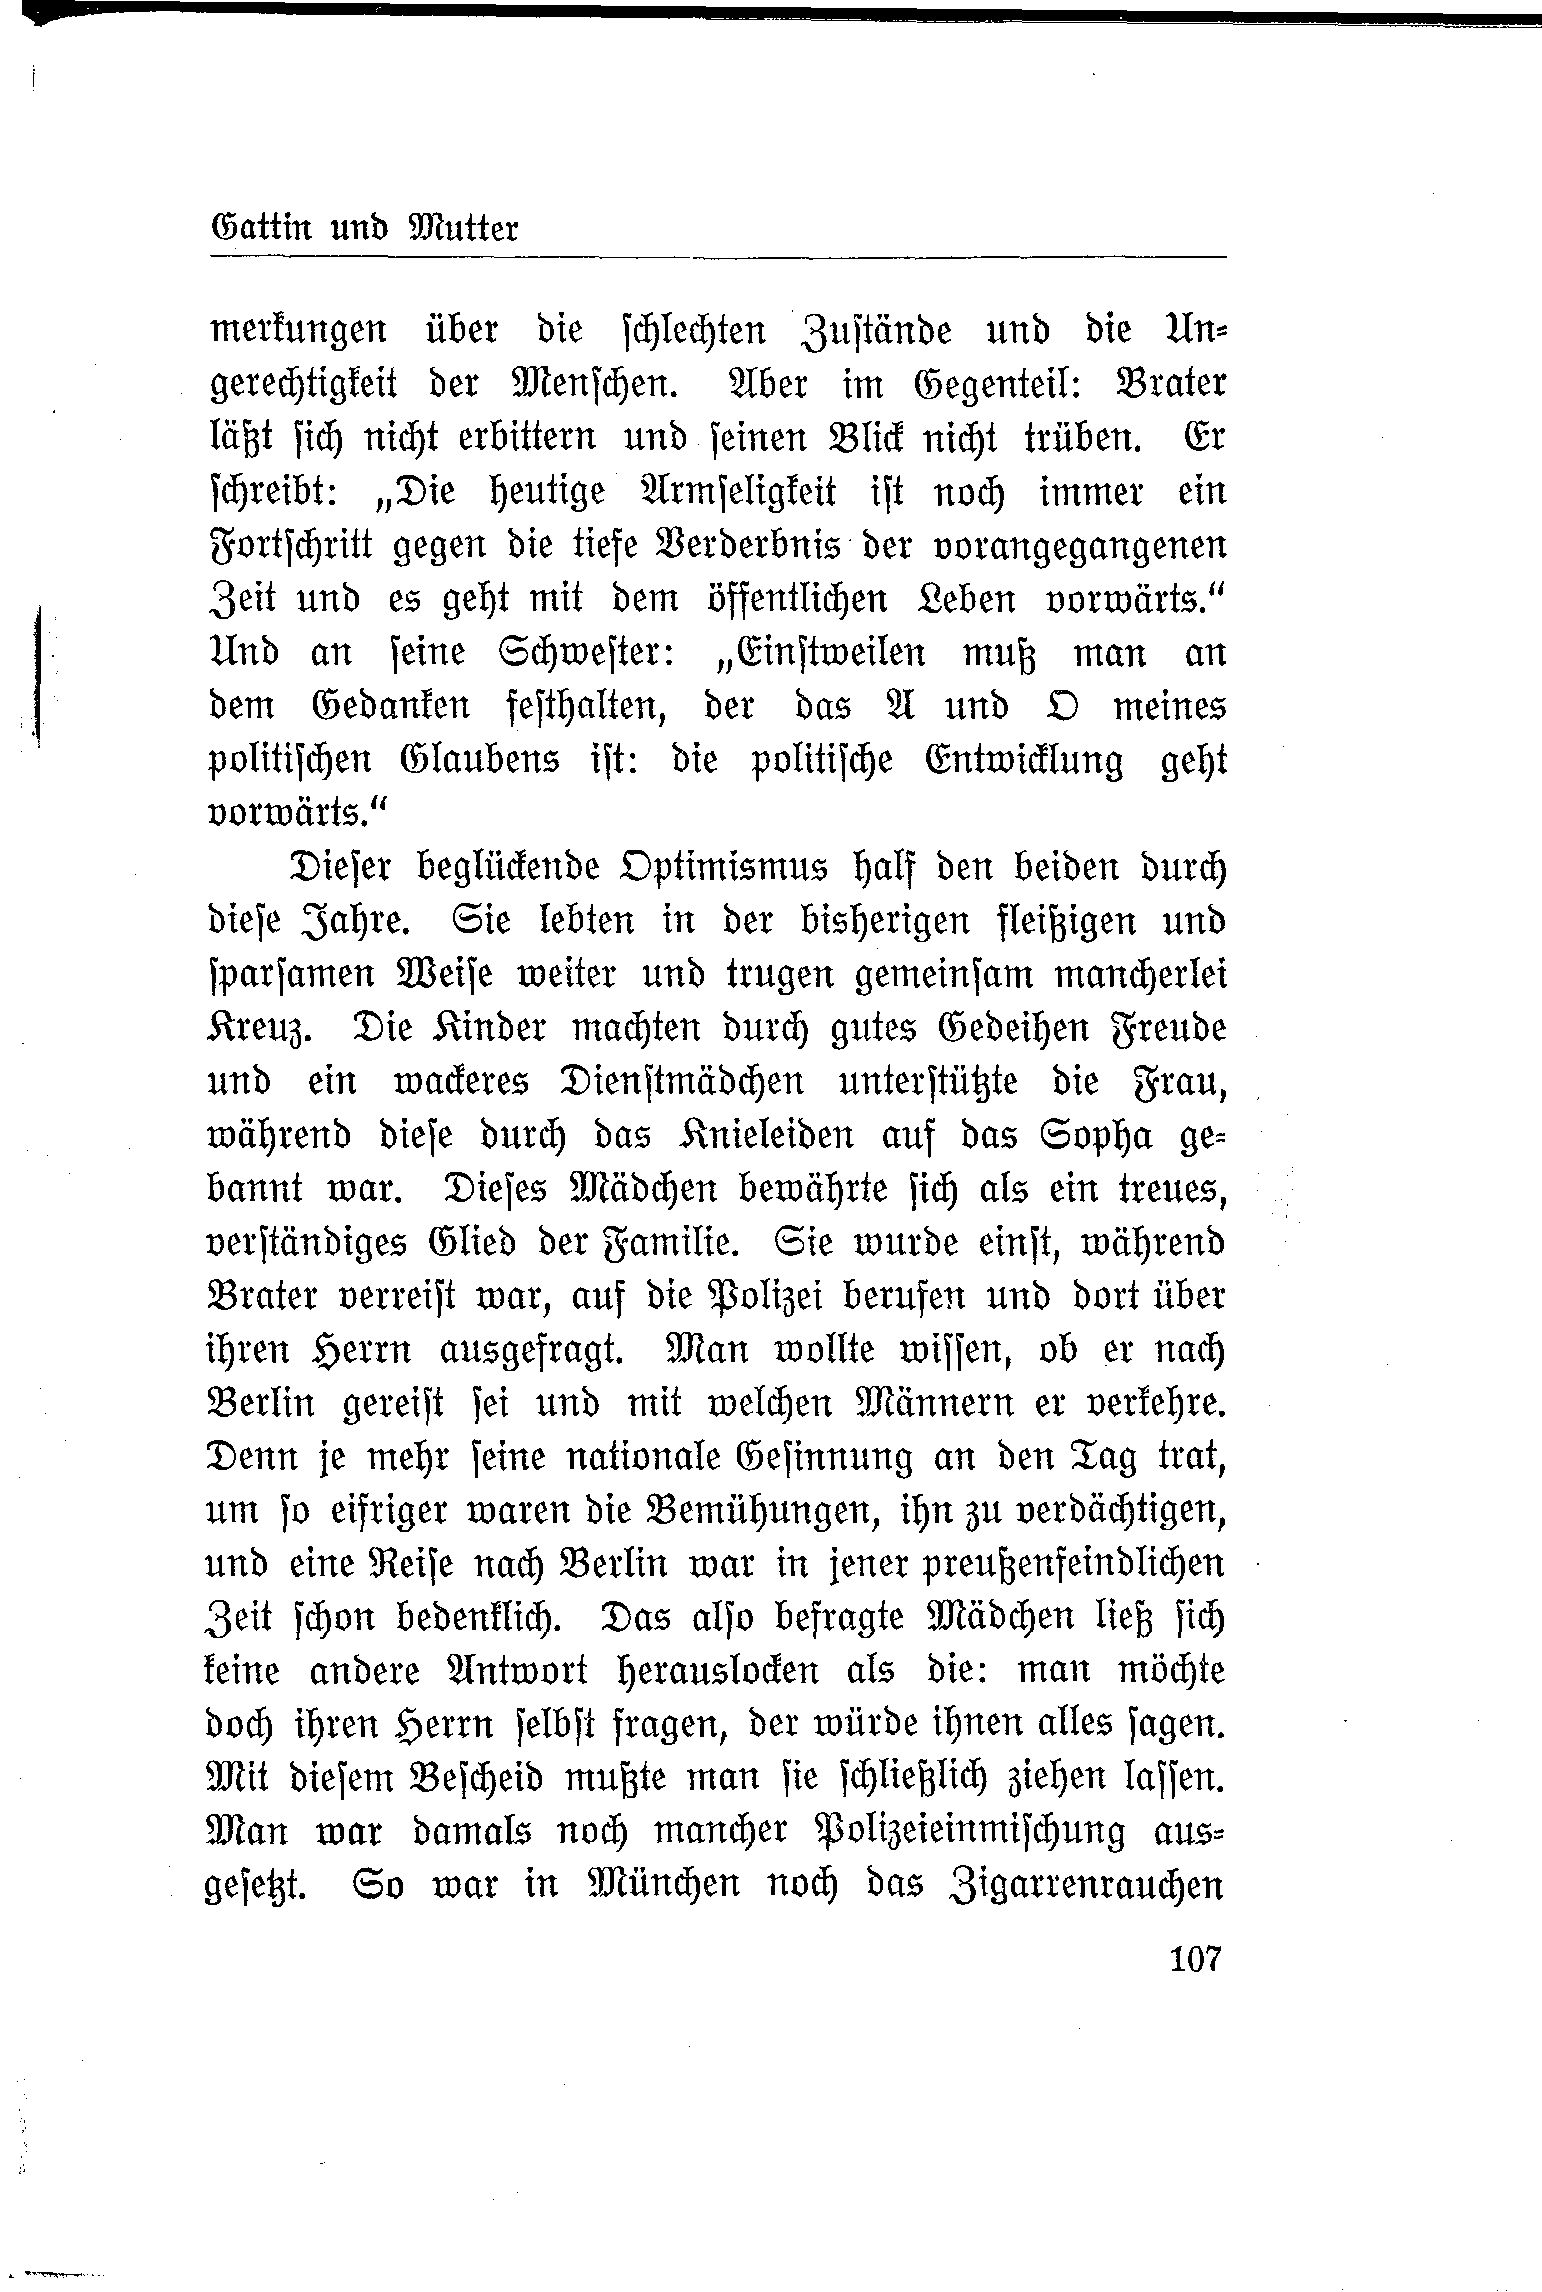 Gattin und Mutter
merkungen über die schlechten Zustände und die Un-
gerechtigkeit der Menschen. Aber im Gegenteil: Brater
läßt sich nicht erbittern und seinen Blick nicht trüben. Er
schreibt: „Die heutige Armseligkeit ist noch immer ein
Fortschritt gegen die tiefe Verderbnis der vorangegangenen
Zeit und es geht mit dem öffentlichen Leben vorwärts.“
Und an seine Schwester: „Einstweilen muß man an
dem Gedanken festhalten, der das A und O meines
politischen Glaubens ist: die politische Entwicklung geht
vorwärts.“
Dieser beglückende Optimismus half den beiden durch
diese Jahre. Sie lebten in der bisherigen fleißigen und
sparsamen Weise weiter und trugen gemeinsam mancherlei
Kreuz. Die Kinder machten durch gutes Gedeihen Freude
und ein wackeres Dienstmädchen unterstützte die Frau,
während diese durch das Knieleiden auf das Sopha ge-
bannt war. Dieses Mädchen bewährte sich als ein treues,
verständiges Glied der Familie. Sie wurde einst, während
Brater verreist war, auf die Polizei berufen und dort über
ihren Herrn ausgefragt. Man wollte wissen, ob er nach
Berlin gereist sei und mit welchen Männern er verkehre.
Denn je mehr seine nationale Gesinnung an den Tag trat,
um so eifriger waren die Bemühungen, ihn zu verdächtigen,
und eine Reise nach Berlin war in jener preußenfeindlichen
Zeit schon bedenklich. Das also befragte Mädchen ließ sich
keine andere Antwort herauslocken als die: man möchte
doch ihren Herrn selbst fragen, der würde ihnen alles sagen.
Mit diesem Bescheid mußte man sie schließlich ziehen lassen.
Man war damals noch mancher Polizeieinmischung aus-
gesetzt. So war in München noch das Zigarrenrauchen
107